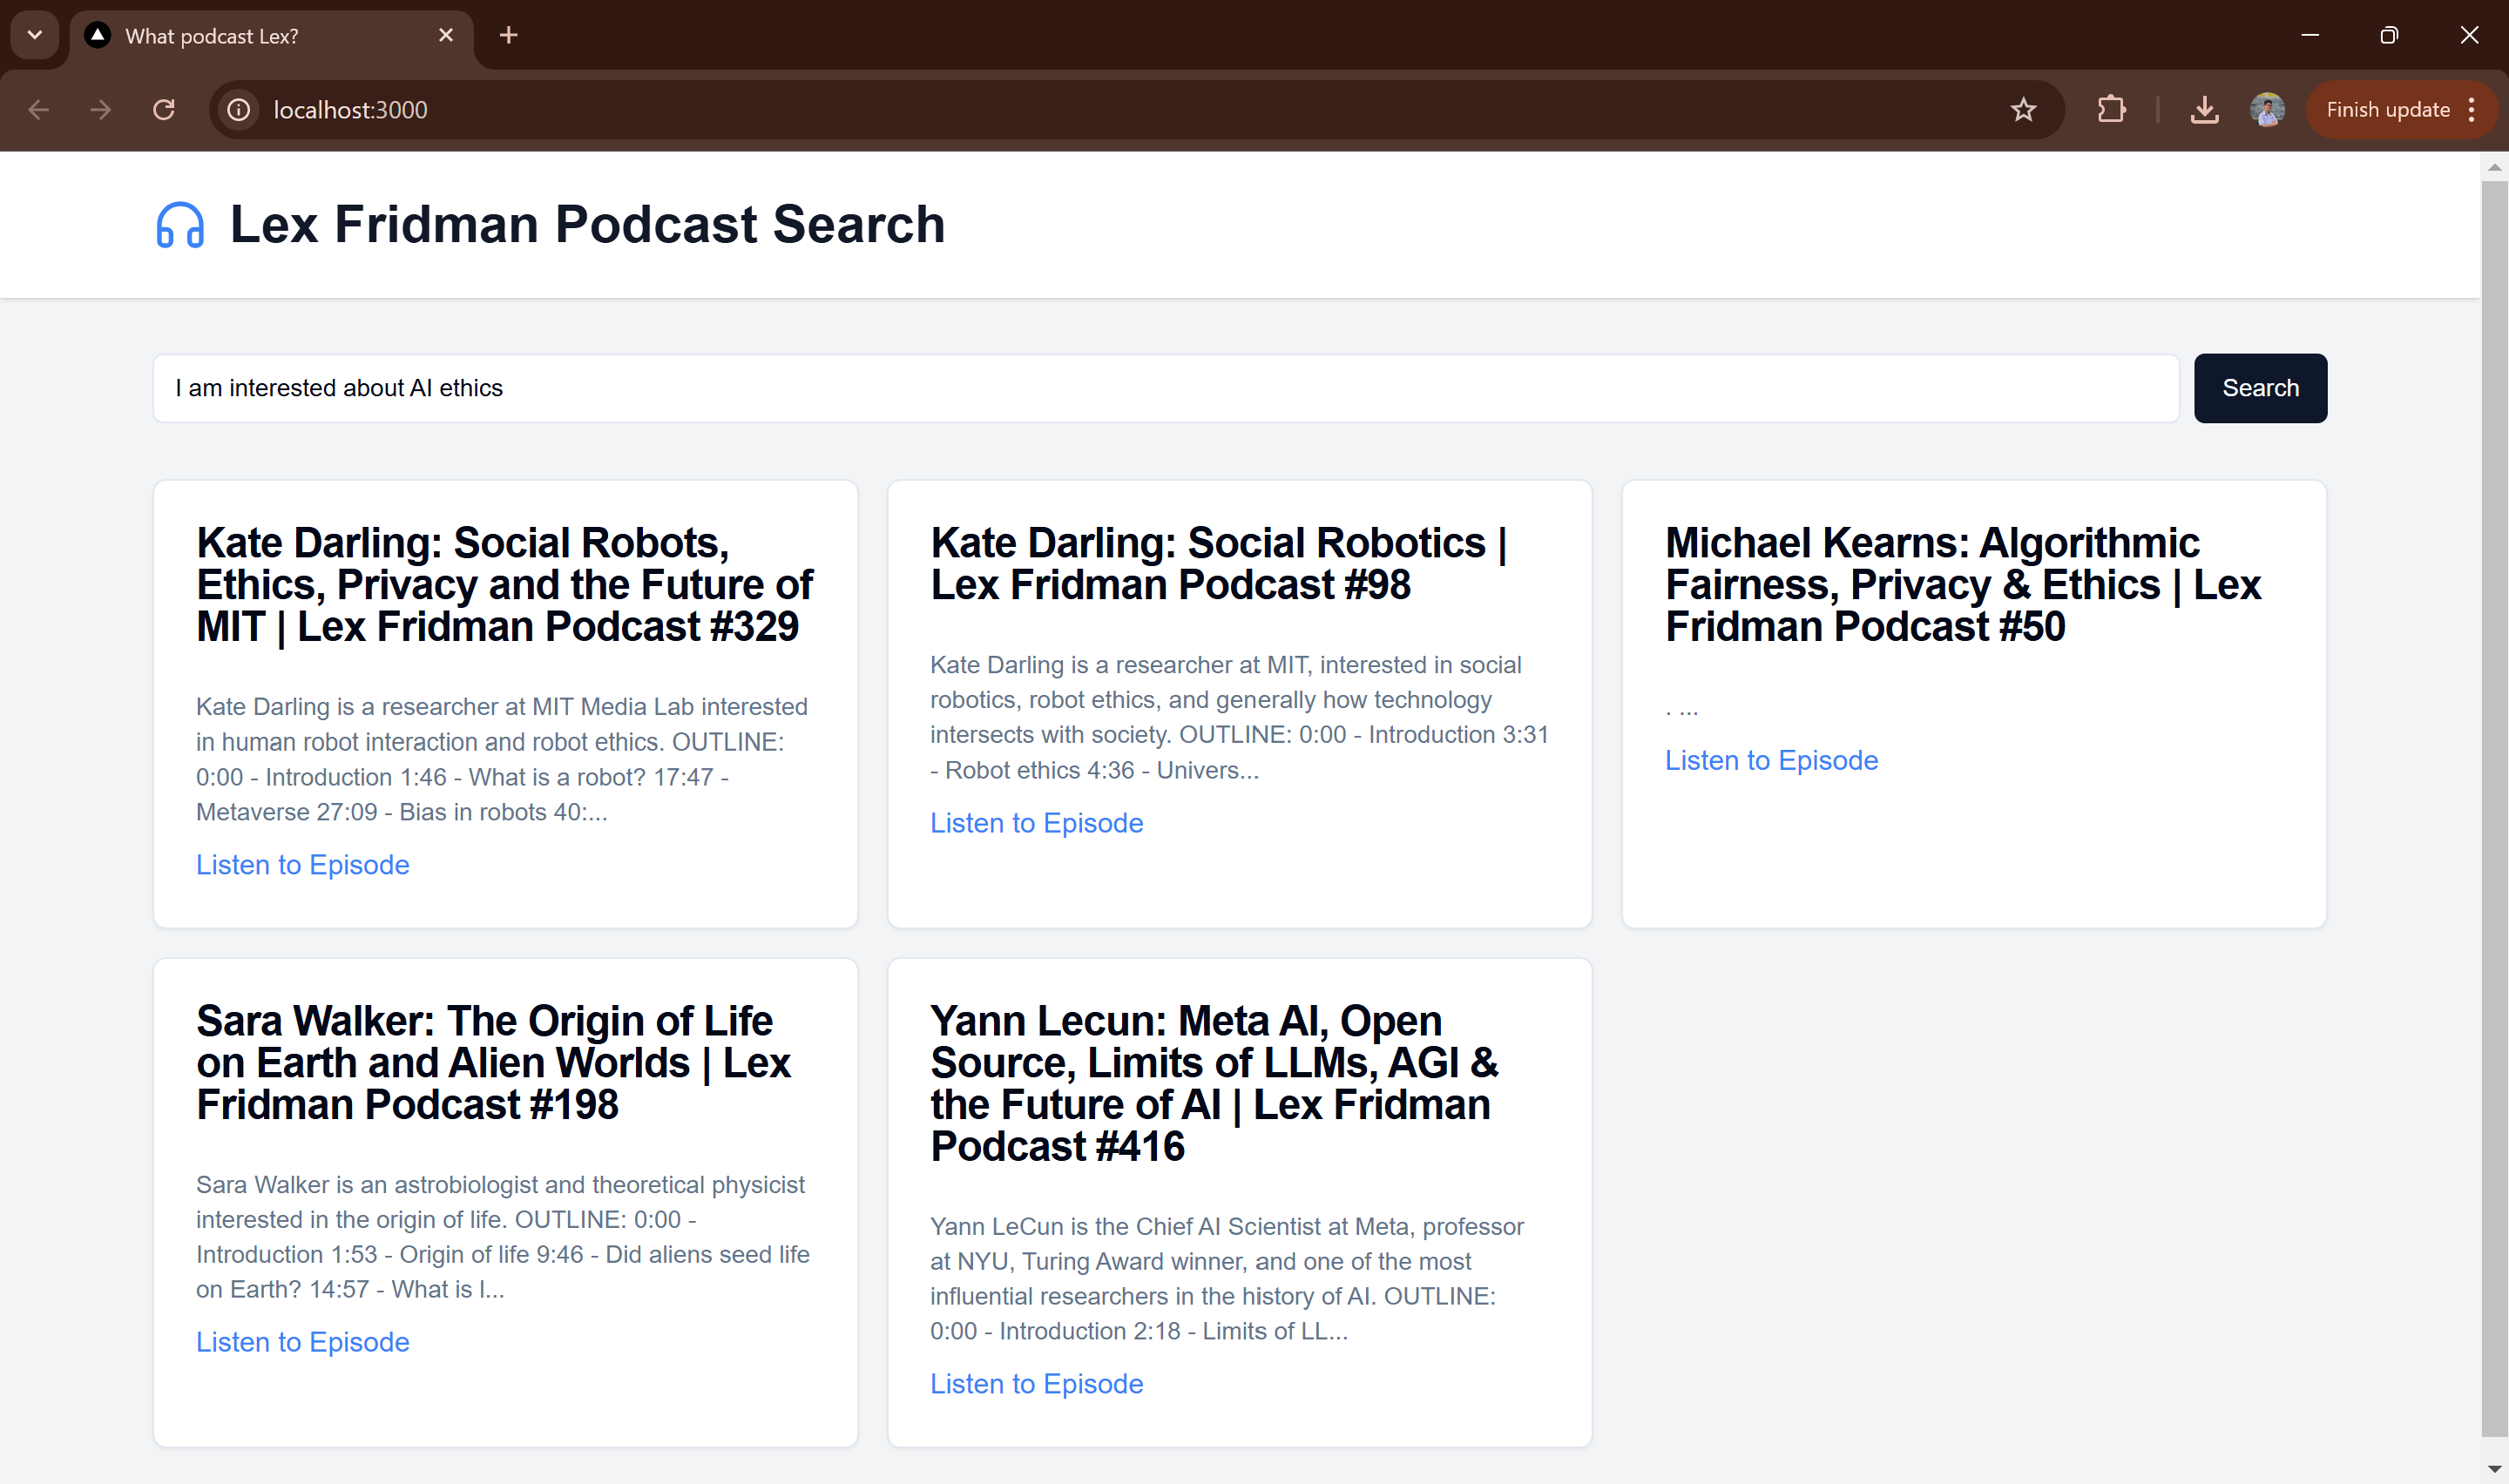 What podcast Lex?
localhost:3000
Finish update
Lex Fridman Podcast Search
I am interested about AI ethics
Search
Kate Darling: Social Robots,
Ethics, Privacy and the Future of
MIT | Lex Fridman Podcast #329
Kate Darling is a researcher at MIT Media Lab interested
in human robot interaction and robot ethics. OUTLINE:
0:00 - Introduction 1:46 - What is a robot? 17:47 -
Metaverse 27:09 - Bias in robots 40:...
Listen to Episode
Kate Darling: Social Robotics |
Lex Fridman Podcast #98
Kate Darling is a researcher at MIT, interested in social
robotics, robot ethics, and generally how technology
intersects with society. OUTLINE: 0:00 - Introduction 3:31
- Robot ethics 4:36 - Univers...
Listen to Episode
Michael Kearns: Algorithmic
Fairness, Privacy & Ethics | Lex
Fridman Podcast #50
. ...
Listen to Episode
Sara Walker: The Origin of Life
on Earth and Alien Worlds | Lex
Fridman Podcast #198
Sara Walker is an astrobiologist and theoretical physicist
interested in the origin of life. OUTLINE: 0:00 -
Introduction 1:53 - Origin of life 9:46 - Did aliens seed life
on Earth? 14:57 - What is l...
Listen to Episode
Yann Lecun: Meta AI, Open
Source, Limits of LLMs, AGI &
the Future of AI | Lex Fridman
Podcast #416
Yann LeCun is the Chief AI Scientist at Meta, professor
at NYU, Turing Award winner, and one of the most
influential researchers in the history of AI. OUTLINE:
0:00 - Introduction 2:18 - Limits of LL...
Listen to Episode